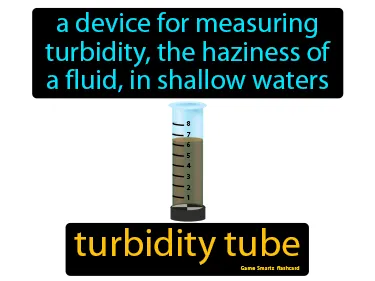 a device for measuring
turbidity, the haziness of
a fluid, in shallow waters
8
7
6
5
4
3
2
1
turbidity tube
Game Smartz flashcard